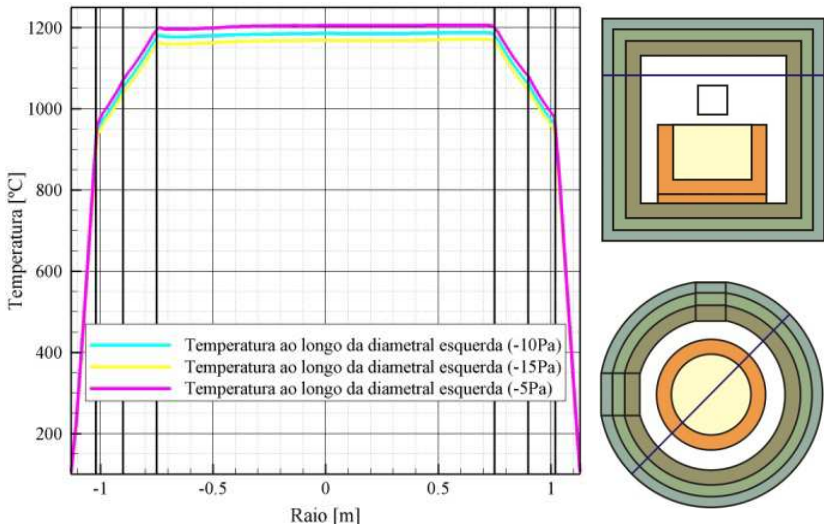 1200
1000
800
600
400
200
Temperatura [ºC]
Temperatura ao longo da diametral esquerda (-10Pa)
Temperatura ao longo da diametral esquerda (-15Pa)
Temperatura ao longo da diametral esquerda (-5Pa)
-1
-0.5
0
0.5
1
Raio [m]